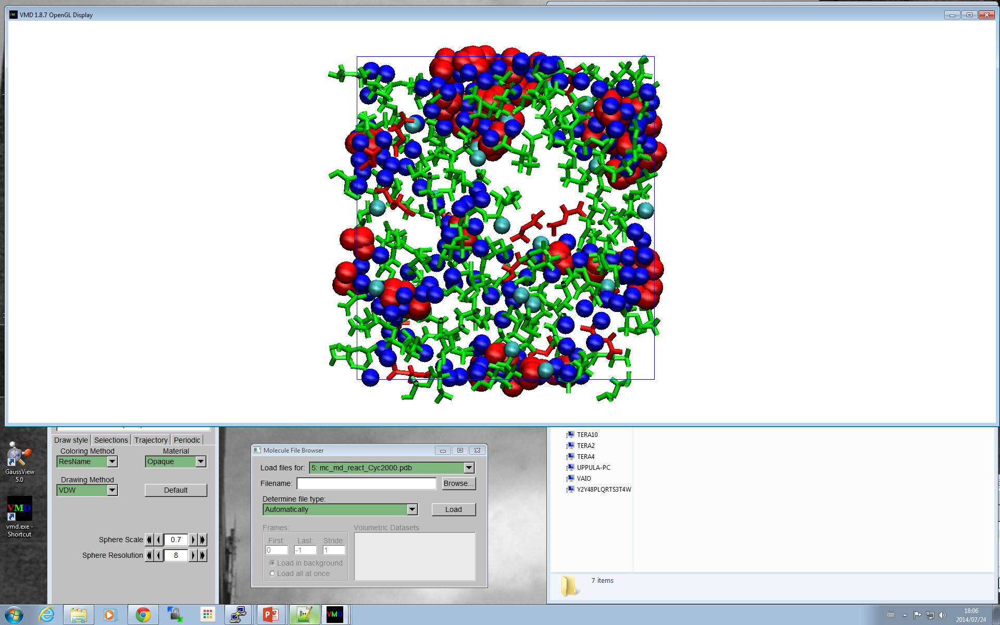 VMD 1.8.7 OpenGL Display
Draw style
Selections
Trajectory
Periodic
Coloring Method
Material
ResName
Opaque
Drawing Method
VDW
Default
Sphere Scale
0.7
Sphere Resolution
8
GaussView
5.0
VMD
vmd.exe -
Shortcut
Molecule File Browser
Load files for:
5: mc_md_react_Cyc2000.pdb
Filename:
Browse...
Determine file type:
Automatically
Load
Frames:
Volumetric Datasets
First:
Last:
Stride:
0
-1
1
Load in background
Load all at once
TERA10
TERA2
TERA4
UPPULA-PC
VAIO
Y2Y48PLQRTS3T4W
7 items
VMD
18:06
2014/07/24